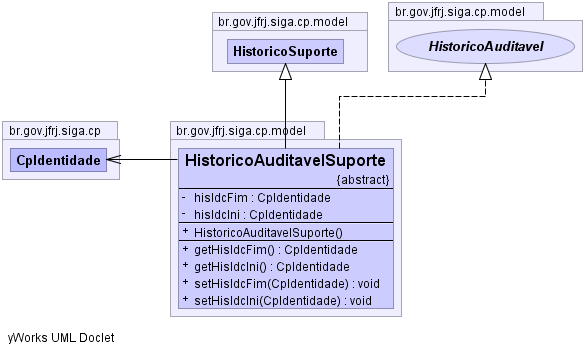 br.gov.jfrj.siga.cp.model
HistoricoSuporte
br.gov.jfrj.siga.cp.model
HistoricoAuditavel
br.gov.jfrj.siga.cp
CpIdentidade
br.gov.jfrj.siga.cp.model
HistoricoAuditavelSuporte
{abstract}
- hisIdcFim : CpIdentidade
- hisIdcIni : CpIdentidade
+ HistoricoAuditavelSuporte()
+ getHisIdcFim() : CpIdentidade
+ getHisIdcIni() : CpIdentidade
+ setHisIdcFim(CpIdentidade) : void
+ setHisIdcIni(CpIdentidade) : void
yWorks UML Doclet